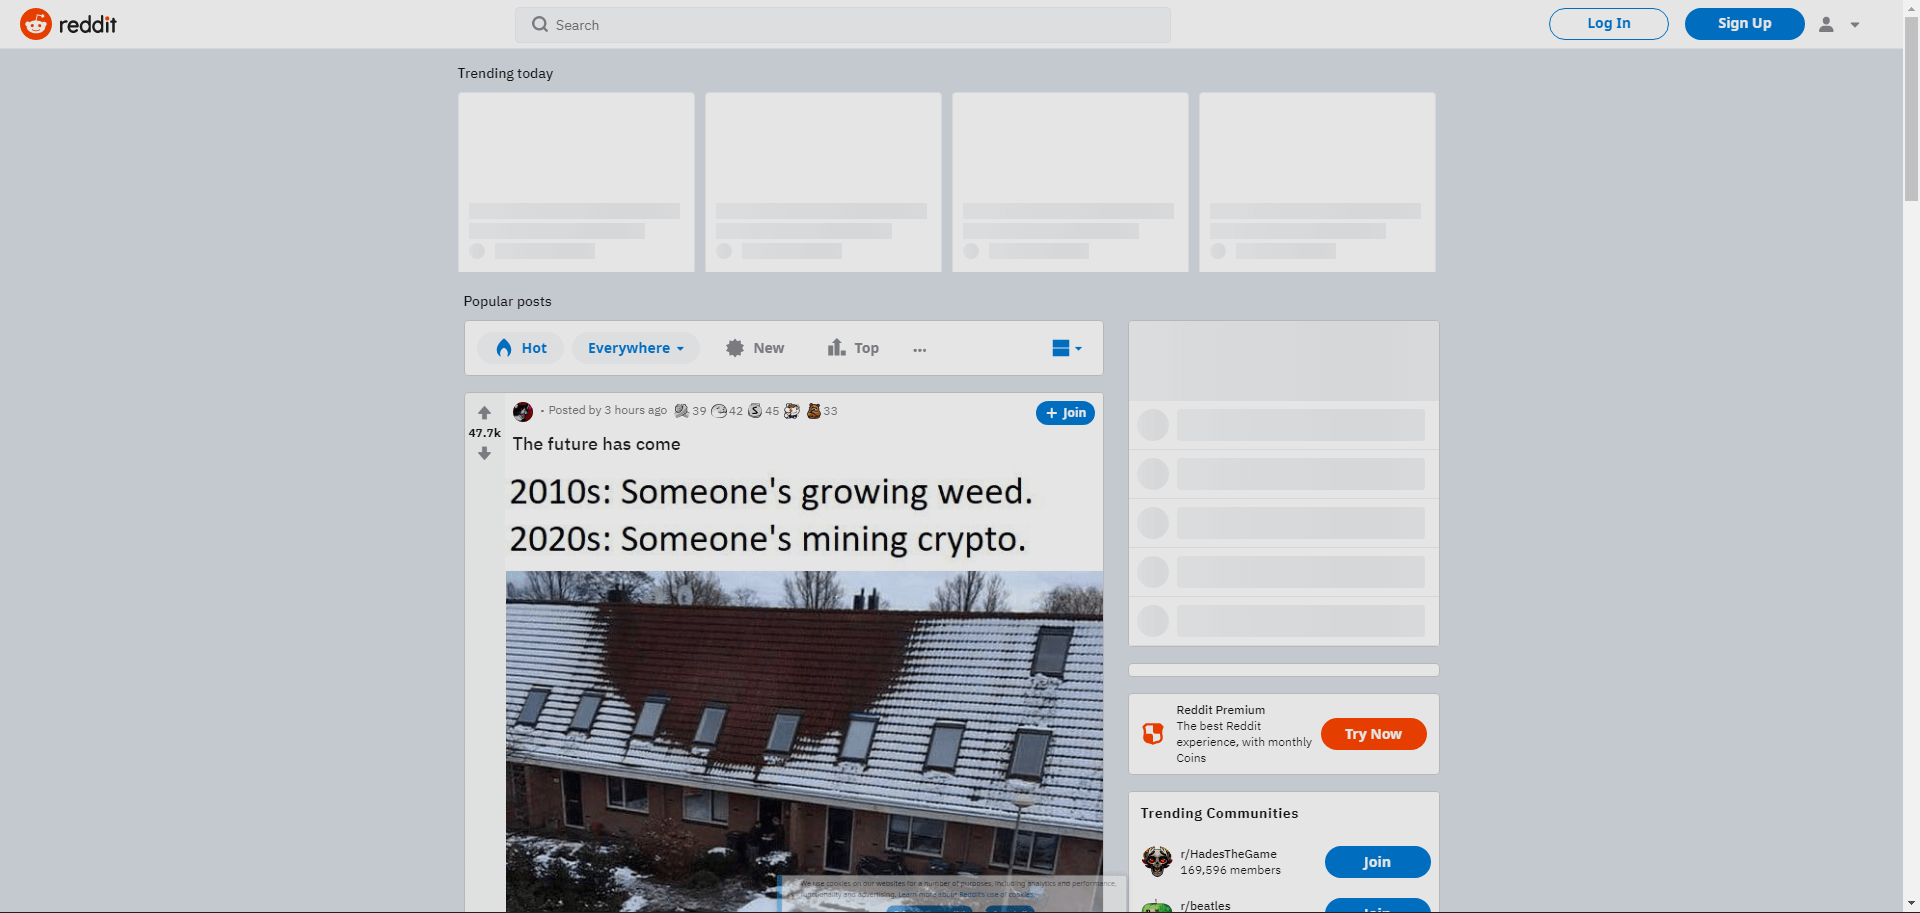 reddit
Search
Log In
Sign Up
Trending today
Popular posts
Hot
Everywhere
New
Top
...
47.7k
• Posted by 3 hours ago 39 42 45 33
+ Join
The future has come
2010s: Someone's growing weed.
2020s: Someone's mining crypto.
Reddit Premium
The best Reddit
experience, with monthly
Coins
Try Now
Trending Communities
r/HadesTheGame
169,596 members
Join
r/beatles
Join
We use cookies on our websites for a number of purposes, including analytics and performance,
functionality and advertising. Learn more about Reddit's use of cookies.